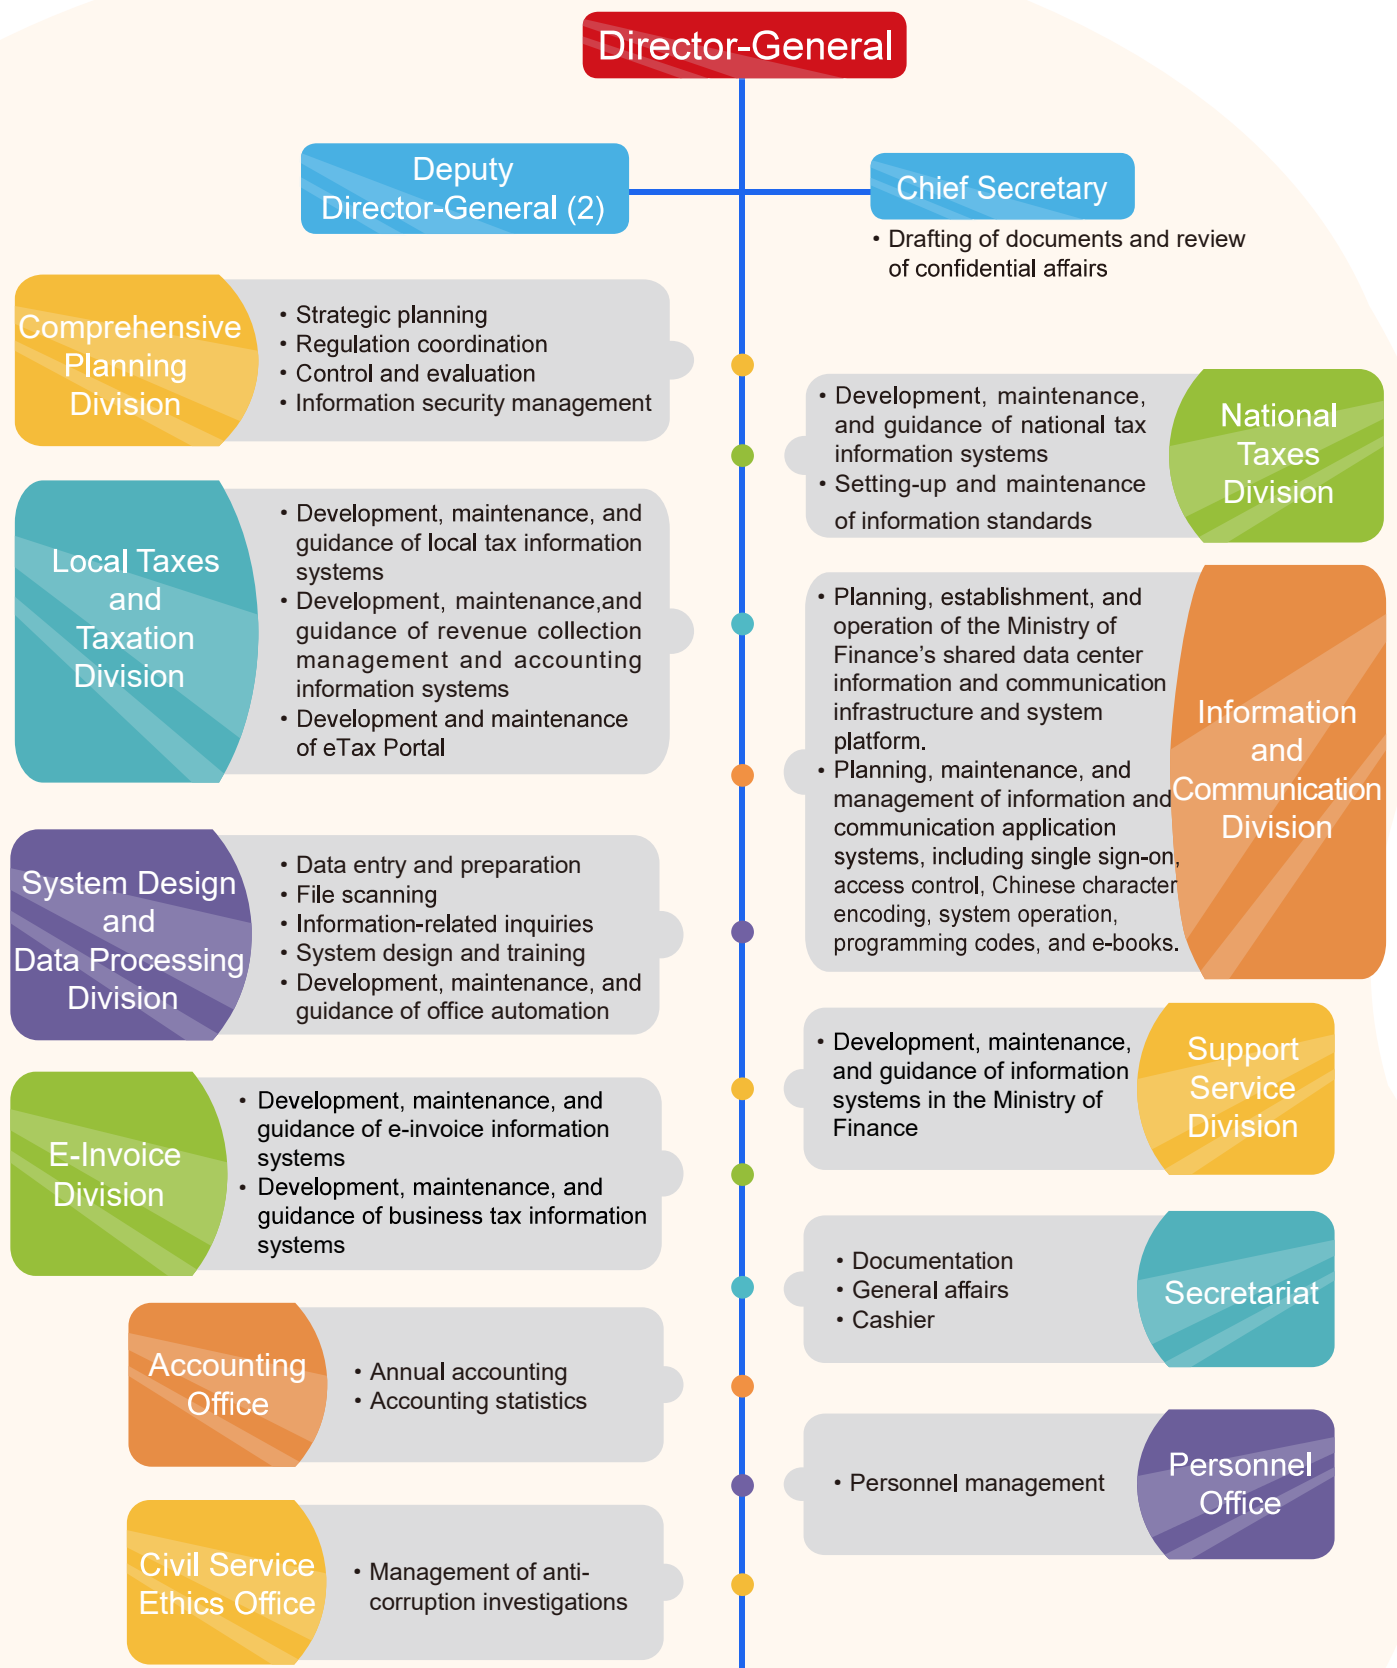 Director-General
Deputy
Director-General (2)
Chief Secretary
• Drafting of documents and review
of confidential affairs
Comprehensive
Planning
Division
• Strategic planning
• Regulation coordination
• Control and evaluation
• Information security management
• Development, maintenance,
and guidance of national tax
information systems
• Setting-up and maintenance
of information standards
National
Taxes
Division
Local Taxes
and
Taxation
Division
• Development, maintenance, and
guidance of local tax information
systems
• Development, maintenance,and
guidance of revenue collection
management and accounting
information systems
• Development and maintenance
of eTax Portal
• Planning, establishment, and
operation of the Ministry of
Finance’s shared data center
information and communication
infrastructure and system
platform.
• Planning, maintenance, and
management of information and
communication application
systems, including single sign-on,
access control, Chinese character
encoding, system operation,
programming codes, and e-books.
Information
and
Communication
Division
System Design
and
Data Processing
Division
• Data entry and preparation
• File scanning
• Information-related inquiries
• System design and training
• Development, maintenance, and
guidance of office automation
• Development, maintenance,
and guidance of information
systems in the Ministry of
Finance
Support
Service
Division
E-Invoice
Division
• Development, maintenance, and
guidance of e-invoice information
systems
• Development, maintenance, and
guidance of business tax information
systems
• Documentation
• General affairs
• Cashier
Secretariat
Accounting
Office
• Annual accounting
• Accounting statistics
• Personnel management
Personnel
Office
Civil Service
Ethics Office
• Management of anti-
corruption investigations